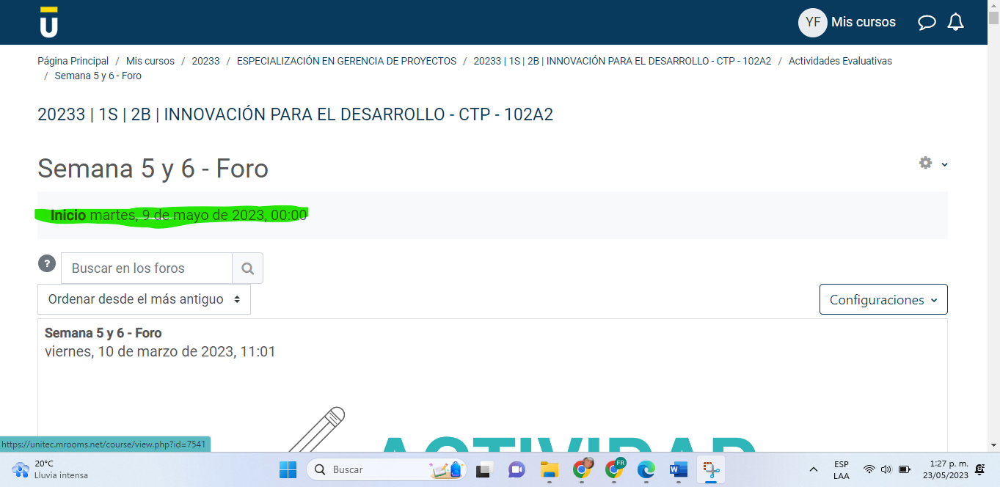 YF Mis cursos
Página Principal / Mis cursos / 20233 / ESPECIALIZACIÓN EN GERENCIA DE PROYECTOS / 20233 | 1S | 2B | INNOVACIÓN PARA EL DESARROLLO - CTP - 102A2 / Actividades Evaluativas
/ Semana 5 y 6 - Foro
20233 | 1S | 2B | INNOVACIÓN PARA EL DESARROLLO - CTP - 102A2
Semana 5 y 6 - Foro
Inicio martes, 9 de mayo de 2023, 00:00
? Buscar en los foros
Ordenar desde el más antiguo
Configuraciones
Semana 5 y 6 - Foro
viernes, 10 de marzo de 2023, 11:01
ACTIVIDAD
https://unitec.mrooms.net/course/view.php?id=7541
20°C
Lluvia intensa
Buscar
FR
ESP
LAA
1:27 p. m.
23/05/2023